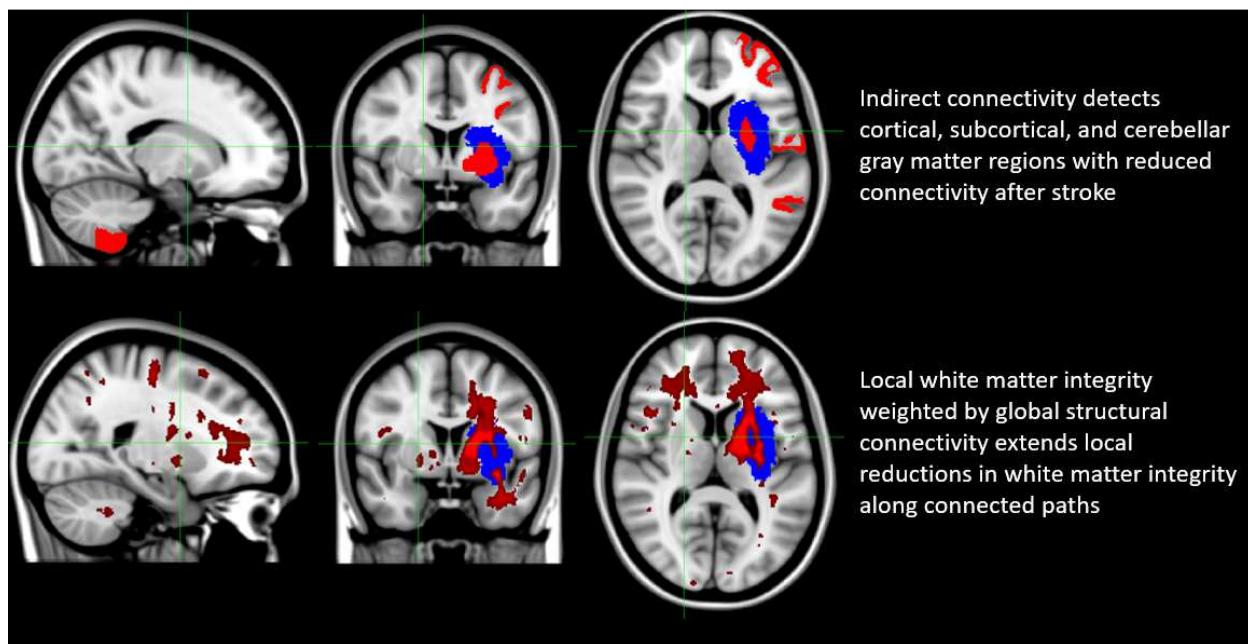 Indirect connectivity detects
cortical, subcortical, and cerebellar
gray matter regions with reduced
connectivity after stroke
Local white matter integrity
weighted by global structural
connectivity extends local
reductions in white matter integrity
along connected paths